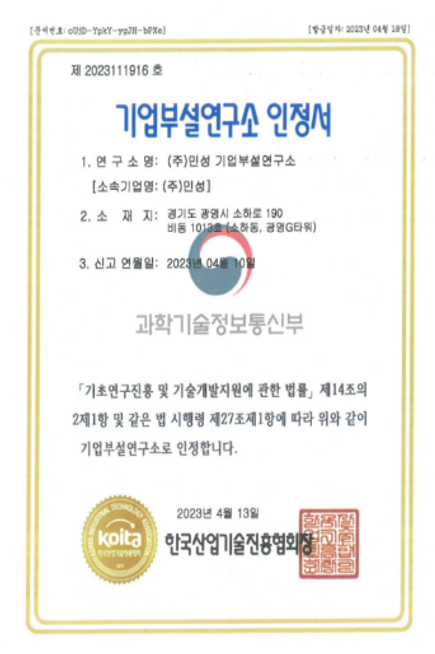 [문서번호: oUjD-YpkY-ypJH-bPXe] [발급일자: 2023년 04월 18일]
제 2023111916 호
기업부설연구소 인정서
1. 연 구 소 명: (주)민성 기업부설연구소
[소속기업명: (주)민성]
2. 소 재 지: 경기도 광명시 소하로 190
비동 1013호 (소하동, 광명G타워)
3. 신고 연월일: 2023년 04월 10일
과학기술정보통신부
「기초연구진흥 및 기술개발지원에 관한 법률」 제14조의
2제1항 및 같은 법 시행령 제27조제1항에 따라 위와 같이
기업부설연구소로 인정합니다.
2023년 4월 13일
koita
한국산업기술진흥협회장